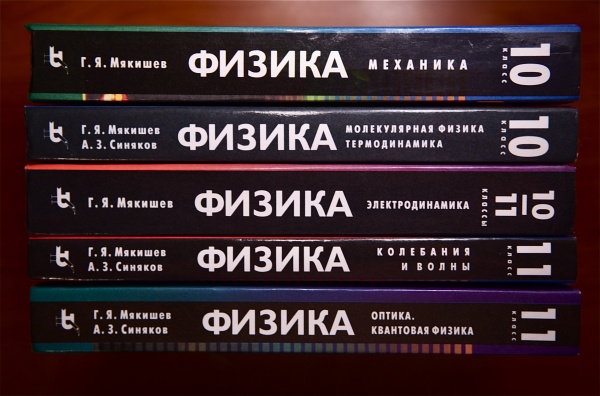 Г. Я. Мякишев
ФИЗИКА
МЕХАНИКА
10
КЛАСС
Г. Я. Мякишев
А. З. Синяков
ФИЗИКА
МОЛЕКУЛЯРНАЯ ФИЗИКА
ТЕРМОДИНАМИКА
10
КЛАСС
Г. Я. Мякишев
ФИЗИКА
ЭЛЕКТРОДИНАМИКА
10
11
КЛАССЫ
Г. Я. Мякишев
А. З. Синяков
ФИЗИКА
КОЛЕБАНИЯ
И ВОЛНЫ
11
КЛАСС
Г. Я. Мякишев
А. З. Синяков
ФИЗИКА
ОПТИКА.
КВАНТОВАЯ ФИЗИКА
11
КЛАСС